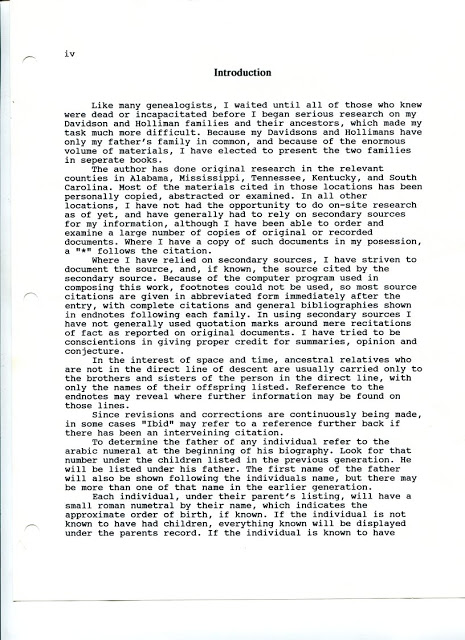 iv
Introduction
Like many genealogists, I waited until all of those who knew
were dead or incapacitated before I began serious research on my
Davidson and Holliman families and their ancestors, which made my
task much more difficult. Because my Davidsons and Hollimans have
only my father's family in common, and because of the enormous
volume of materials, I have elected to present the two families
in seperate books.
The author has done original research in the relevant
counties in Alabama, Mississippi, Tennessee, Kentucky, and South
Carolina. Most of the materials cited in those locations has been
personally copied, abstracted or examined. In all other
locations, I have not had the opportunity to do on-site research
as of yet, and have generally had to rely on secondary sources
for my information, although I have been able to order and
examine a large number of copies of original or recorded
documents. Where I have a copy of such documents in my posession,
a "*" follows the citation.
Where I have relied on secondary sources, I have striven to
document the source, and, if known, the source cited by the
secondary source. Because of the computer program used in
composing this work, footnotes could not be used, so most source
citations are given in abbreviated form immediately after the
entry, with complete citations and general bibliographies shown
in endnotes following each family. In using secondary sources I
have not generally used quotation marks around mere recitations
of fact as reported on original documents. I have tried to be
conscientious in giving proper credit for summaries, opinion and
conjecture.
In the interest of space and time, ancestral relatives who
are not in the direct line of descent are usually carried only to
the brothers and sisters of the person in the direct line, with
only the names of their offspring listed. Reference to the
endnotes may reveal where further information may be found on
those lines.
Since revisions and corrections are continuously being made,
in some cases "Ibid" may refer to a reference further back if
there has been an interveining citation.
To determine the father of any individual refer to the
arabic numeral at the beginning of his biography. Look for that
number under the children listed in the previous generation. He
will be listed under his father. The first name of the father
will also be shown following the individuals name, but there may
be more than one of that name in the earlier generation.
Each individual, under their parent's listing, will have a
small roman numetral by their name, which indicates the
approximate order of birth, if known. If the individual is not
known to have had children, everything known will be displayed
under the parents record. If the individual is known to have